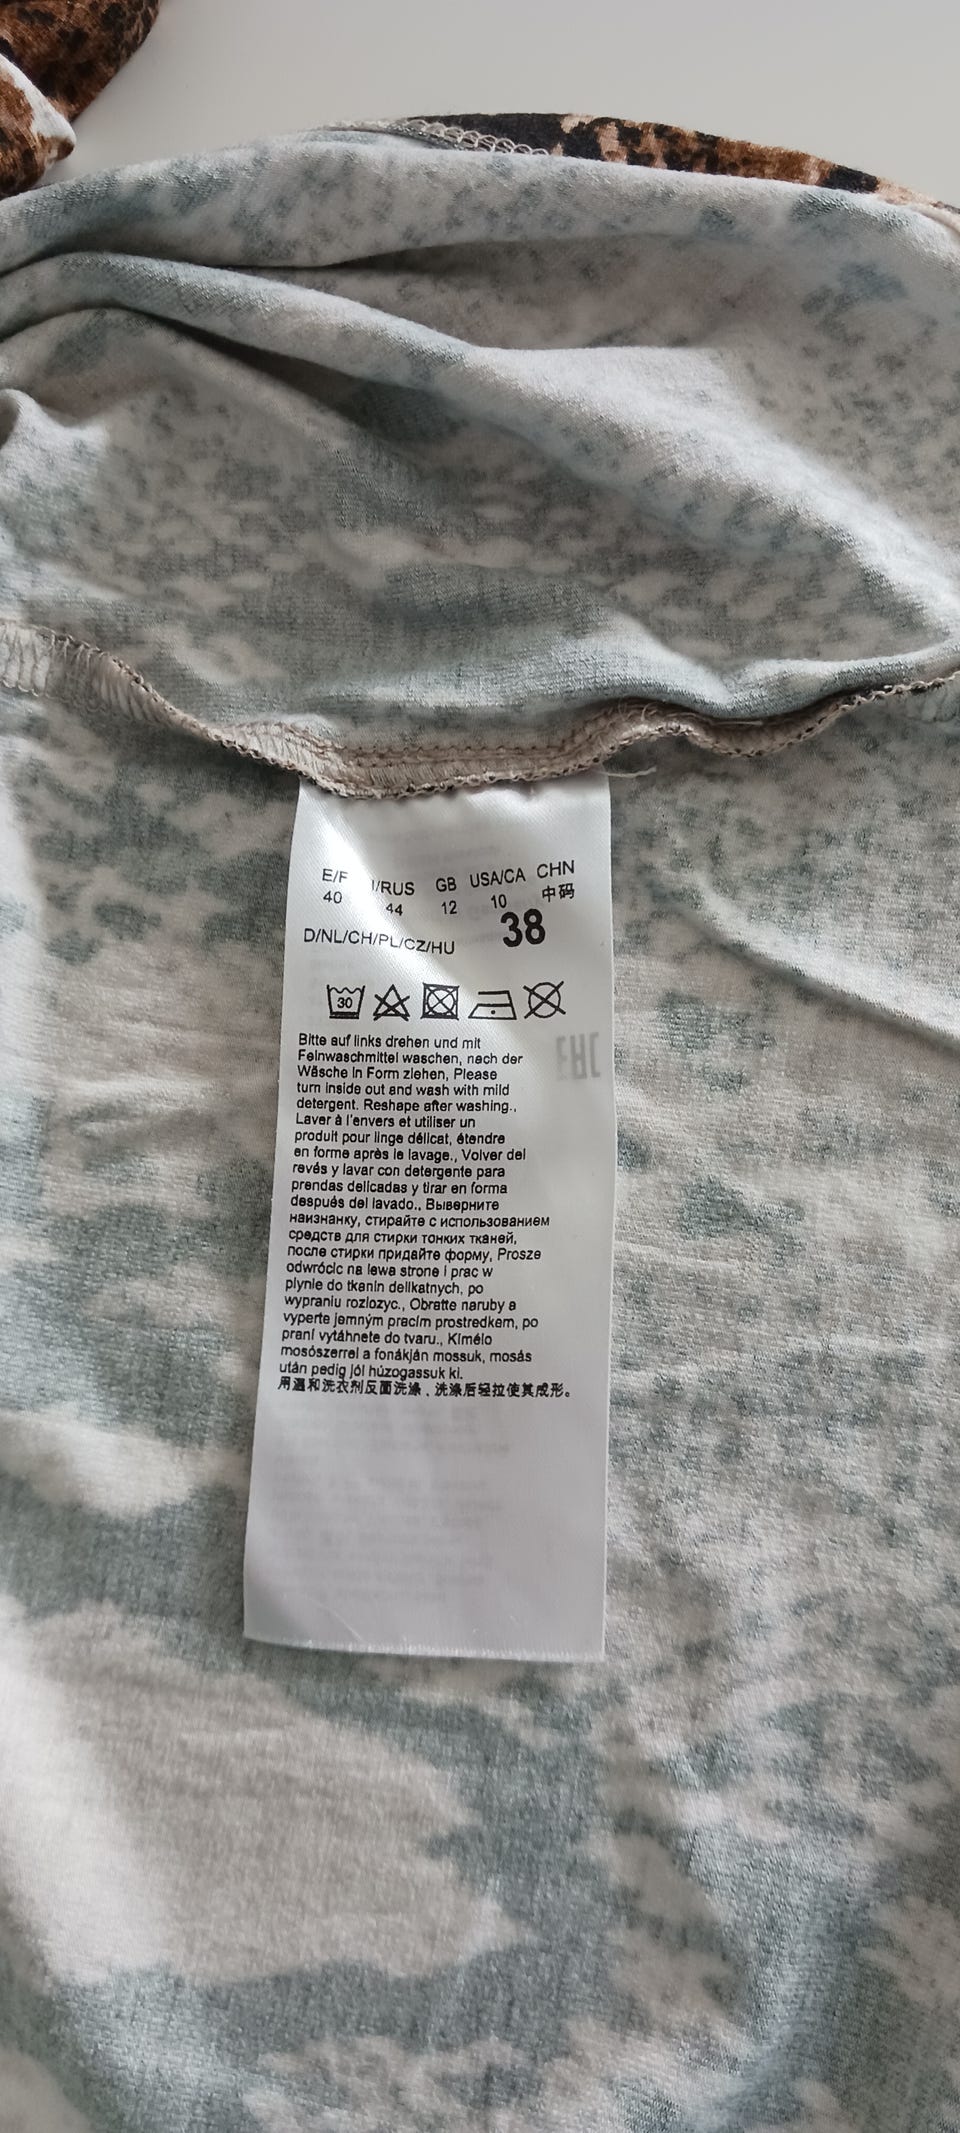 E/F I/RUS GB USA/CA CHN
40 44 12 10 中码
D/NL/CH/PL/CZ/HU 38
30
Bitte auf links drehen und mit
Feinwaschmittel waschen, nach der
Wäsche in Form ziehen, Please
turn inside out and wash with mild
detergent. Reshape after washing.,
Laver à l'envers et utiliser un
produit pour linge délicat, étendre
en forme après le lavage., Volver del
revés y lavar con detergente para
prendas delicadas y tirar en forma
después del lavado., Выверните
наизнанку, стирайте с использованием
средств для стирки тонких тканей,
после стирки придайте форму, Prosze
odwrócic na lewa strone i prac w
plynie do tkanin delikatnych, po
wypraniu rozlozyc., Obratte naruby a
vyperte jemným pracím prostredkem, po
praní vytáhnete do tvaru., Kímélo
mosószerrel a fonákján mossuk, mosás
után pedig jól húzogassuk ki.
用温和洗衣剂反面洗涤，洗涤后轻拉使其成形。